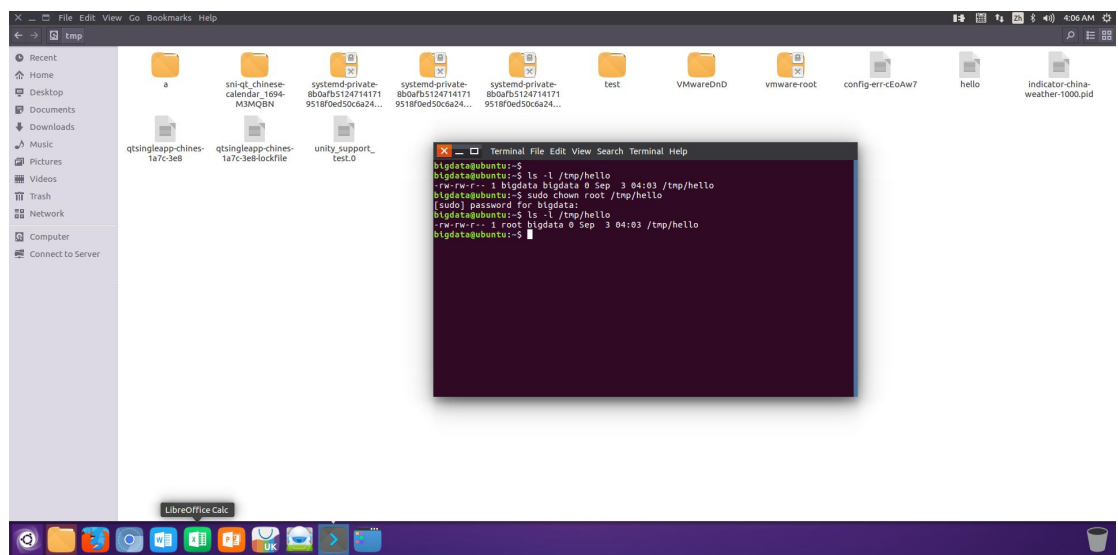 File Edit View Go Bookmarks Help
Zh
4:06 AM
tmp
Recent
Home
Desktop
Documents
Downloads
Music
Pictures
Videos
Trash
Network
Computer
Connect to Server
a
sni-qt_chinese-
calendar_1694-
M3MQBN
systemd-private-
8b0afb5124714171
9518f0ed50c6a24...
systemd-private-
8b0afb5124714171
9518f0ed50c6a24...
systemd-private-
8b0afb5124714171
9518f0ed50c6a24...
test
VMwareDnD
vmware-root
config-err-cEoAw7
hello
indicator-china-
weather-1000.pid
qtsingleapp-chines-
1a7c-3e8
qtsingleapp-chines-
1a7c-3e8-lockfile
unity_support_
test.0
Terminal File Edit View Search Terminal Help
bigdata@ubuntu:~$
bigdata@ubuntu:~$ ls -l /tmp/hello
-rw-rw-r-- 1 bigdata bigdata 0 Sep  3 04:03 /tmp/hello
bigdata@ubuntu:~$ sudo chown root /tmp/hello
[sudo] password for bigdata:
bigdata@ubuntu:~$ ls -l /tmp/hello
-rw-rw-r-- 1 root bigdata 0 Sep  3 04:03 /tmp/hello
bigdata@ubuntu:~$
LibreOffice Calc
UK